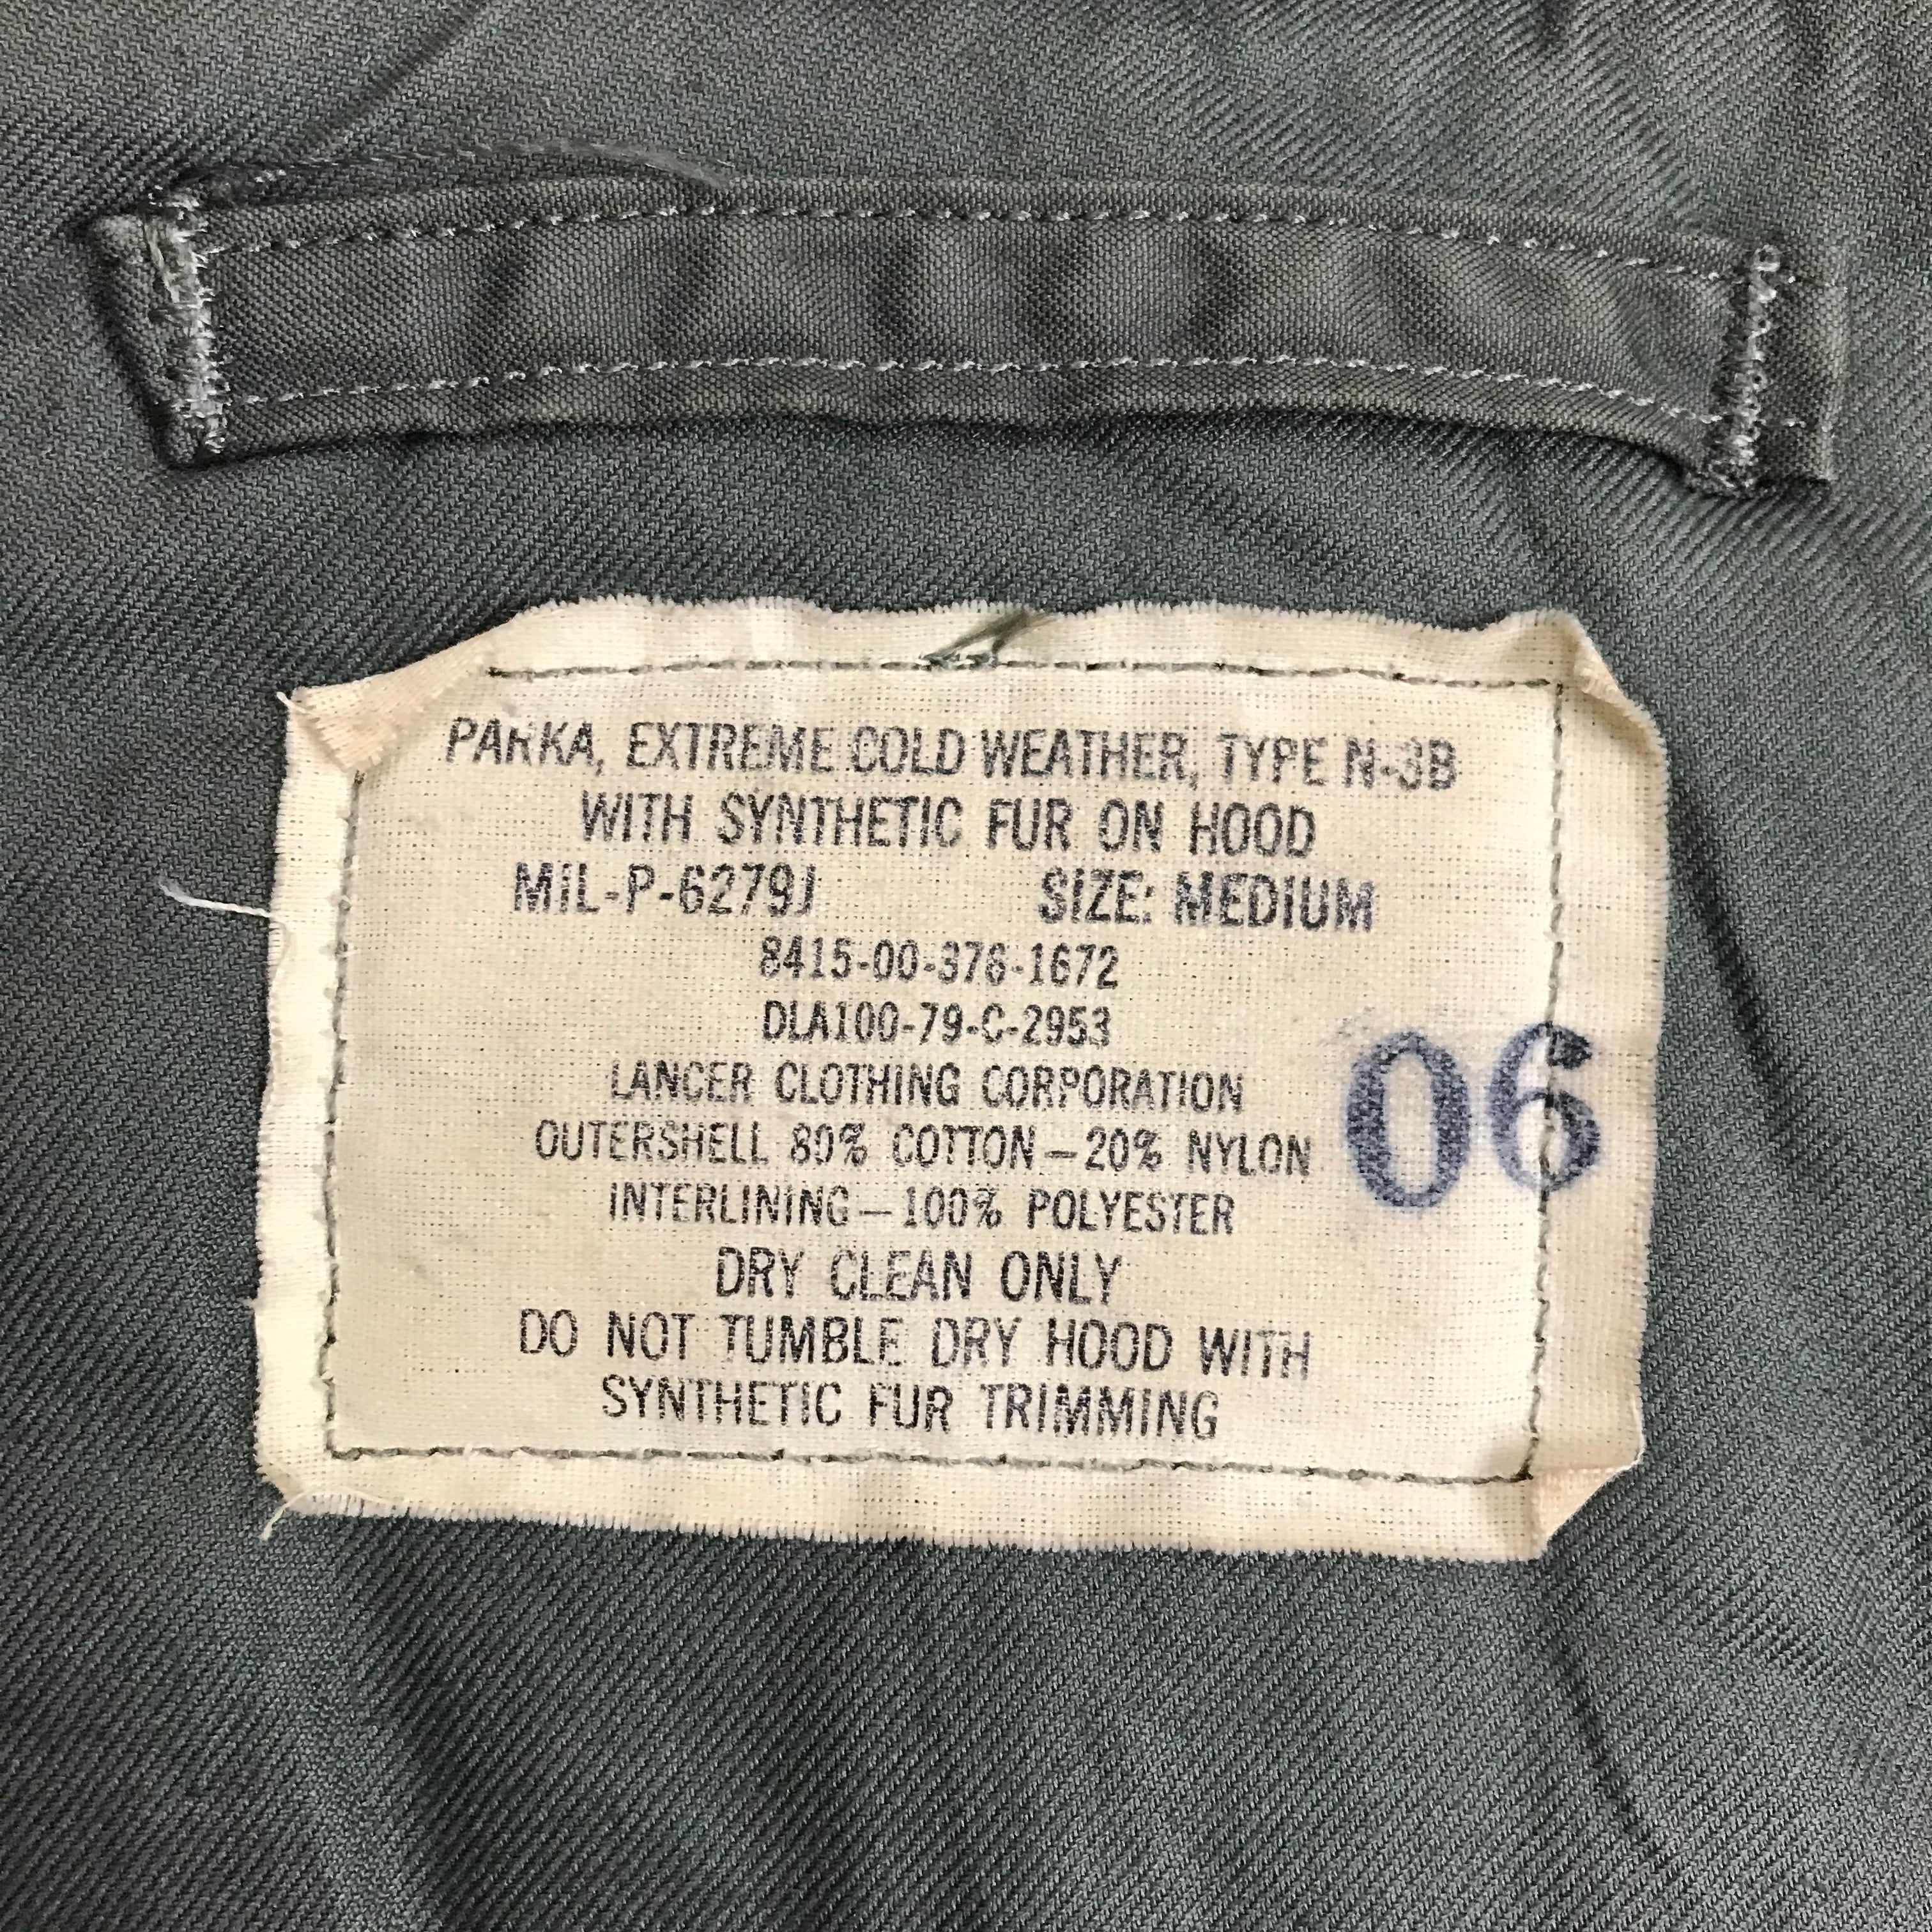 PARKA, EXTREME COLD WEATHER, TYPE N-3B
WITH SYNTHETIC FUR ON HOOD
MIL-P-6279J SIZE: MEDIUM
8415-00-376-1672
DLA100-79-C-2953
LANCER CLOTHING CORPORATION
OUTERSHELL 80% COTTON—20% NYLON
06
INTERLINING—100% POLYESTER
DRY CLEAN ONLY
DO NOT TUMBLE DRY HOOD WITH
SYNTHETIC FUR TRIMMING